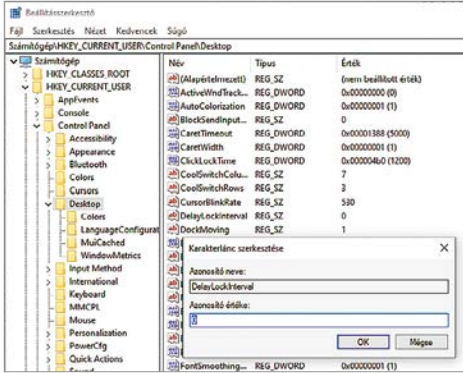 Beállításszerkesztő
Fájl Szerkesztés Nézet Kedvencek Súgó
Számítógép\HKEY_CURRENT_USER\Control Panel\Desktop
Számítógép
HKEY_CLASSES_ROOT
HKEY_CURRENT_USER
AppEvents
Console
Control Panel
Accessibility
Appearance
Bluetooth
Colors
Cursors
Desktop
Colors
LanguageConfigurat
MuiCached
WindowMetrics
Input Method
International
Keyboard
MMCPL
Mouse
Personalization
PowerCfg
Quick Actions
Sound
Név Típus Érték
(Alapértelmezett) REG_SZ (nem beállított érték)
ActiveWndTrack... REG_DWORD 0x00000000 (0)
AutoColorization REG_DWORD 0x00000001 (1)
BlockSendInput... REG_SZ 0
CaretTimeout REG_DWORD 0x00001388 (5000)
CaretWidth REG_DWORD 0x00000001 (1)
ClickLockTime REG_DWORD 0x000004b0 (1200)
CoolSwitchColu... REG_SZ 7
CoolSwitchRows REG_SZ 3
CursorBlinkRate REG_SZ 530
DelayLockInterval REG_SZ 0
DockMoving REG_SZ 1
Karakterlánc szerkesztése
Azonosító neve:
DelayLockInterval
Azonosító értéke:
0
OK Mégse
FontSmoothing... REG_DWORD 0x00000001 (1)